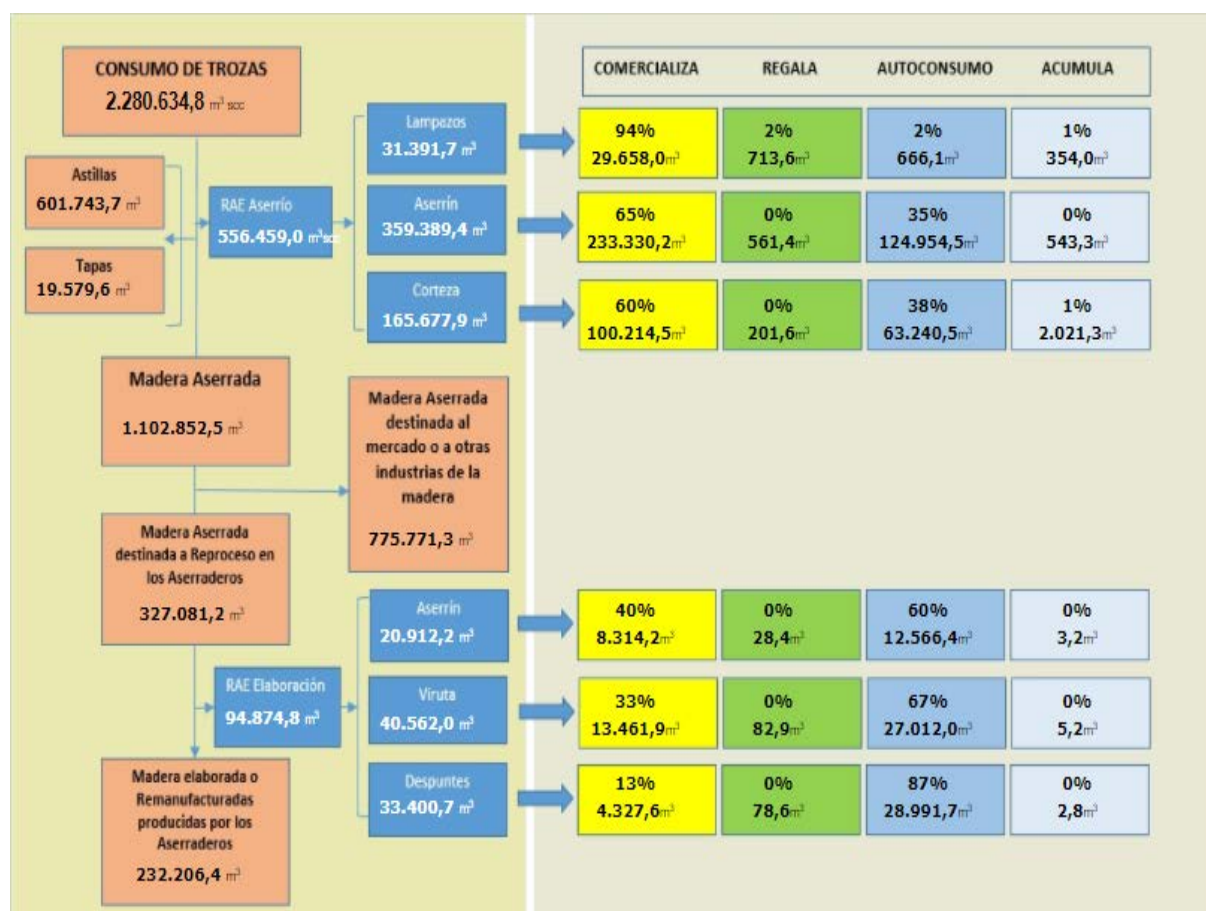 CONSUMO DE TROZAS
2.280.634,8 m³ scc
Astillas
601.743,7 m³
Tapas
19.579,6 m³
RAE Aserrío
556.459,0 m³scc
Lampazos
31.391,7 m³
Aserrín
359.389,4 m³
Corteza
165.677,9 m³
COMERCIALIZA REGALA AUTOCONSUMO ACUMULA
94% 2% 2% 1%
29.658,0m³ 713,6m³ 666,1m³ 354,0m³
65% 0% 35% 0%
233.330,2m³ 561,4m³ 124.954,5m³ 543,3m³
60% 0% 38% 1%
100.214,5m³ 201,6m³ 63.240,5m³ 2.021,3m³
Madera Aserrada
1.102.852,5 m³
Madera Aserrada
destinada al
mercado o a otras
industrias de la
madera
775.771,3 m³
Madera Aserrada
destinada a Reproceso en
los Aserraderos
327.081,2 m³
RAE Elaboración
94.874,8 m³
Aserrín
20.912,2 m³
Viruta
40.562,0 m³
Despuntes
33.400,7 m³
40% 0% 60% 0%
8.314,2m³ 28,4m³ 12.566,4m³ 3,2m³
33% 0% 67% 0%
13.461,9m³ 82,9m³ 27.012,0m³ 5,2m³
13% 0% 87% 0%
4.327,6m³ 78,6m³ 28.991,7m³ 2,8m³
Madera elaborada o
Remanufacturadas
producidas por los
Aserraderos
232.206,4 m³